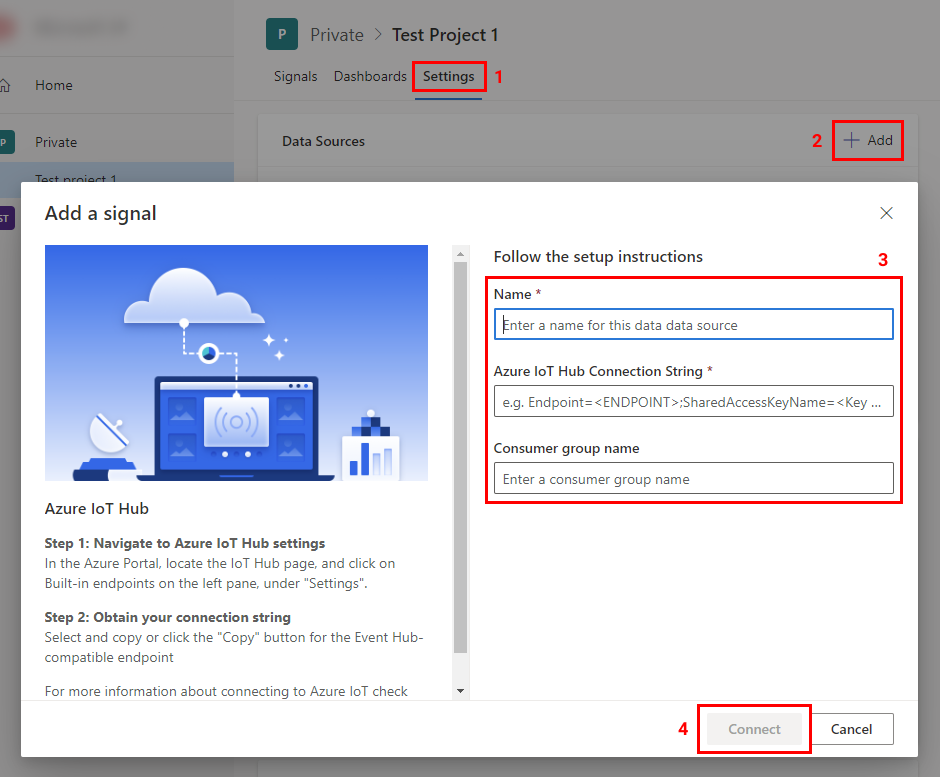 P Private > Test Project 1
Signals Dashboards Settings 1
Home
P Private
Data Sources 2 + Add
Test project 1
ST
Add a signal
Follow the setup instructions 3
Name *
Enter a name for this data data source
Azure IoT Hub Connection String *
e.g. Endpoint=<ENDPOINT>;SharedAccessKeyName=<Key ...
Consumer group name
Enter a consumer group name
Azure IoT Hub
Step 1: Navigate to Azure IoT Hub settings
In the Azure Portal, locate the IoT Hub page, and click on
Built-in endpoints on the left pane, under "Settings".
Step 2: Obtain your connection string
Select and copy or click the "Copy" button for the Event Hub-
compatible endpoint
For more information about connecting to Azure IoT check
4 Connect Cancel